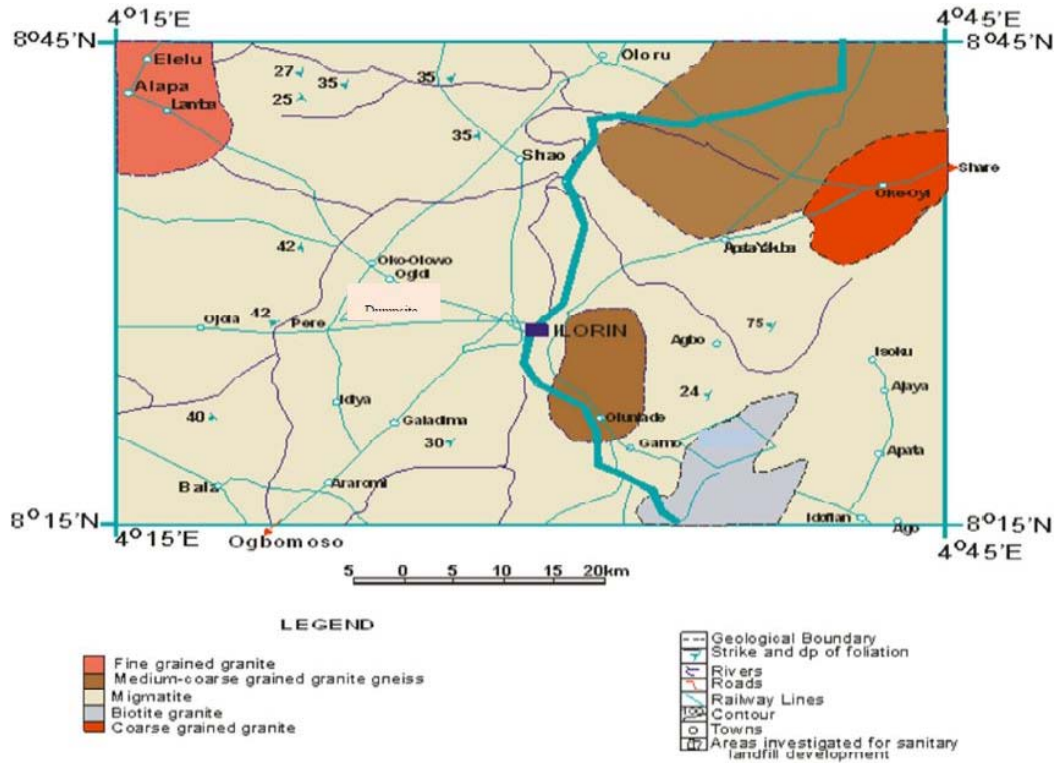 4°15'E
4°45'E
8°45'N
8°45'N
Elelu
Alapa
Lamba
27
35
25
35
Oloru
35
Shao
Share
Oke-Oyi
Apata Yakuba
42
Oko-Olowo
Ogidi
42
Ojola
Pere
ILORIN
Agbo
75
Isoku
Ajaya
24
Idiya
40
Galadima
30
Oluntade
Gamo
Apata
Bala
Araromi
Idofian
Ago
8°15'N
8°15'N
4°15'E
4°45'E
Ogbomoso
5 0 5 10 15 20km
LEGEND
Fine grained granite
Medium-coarse grained granite gneiss
Migmatite
Biotite granite
Coarse grained granite
Geological Boundary
Strike and dp of foliation
Rivers
Roads
Railway Lines
100 Contour
Towns
Areas investigated for sanitary
landfill development